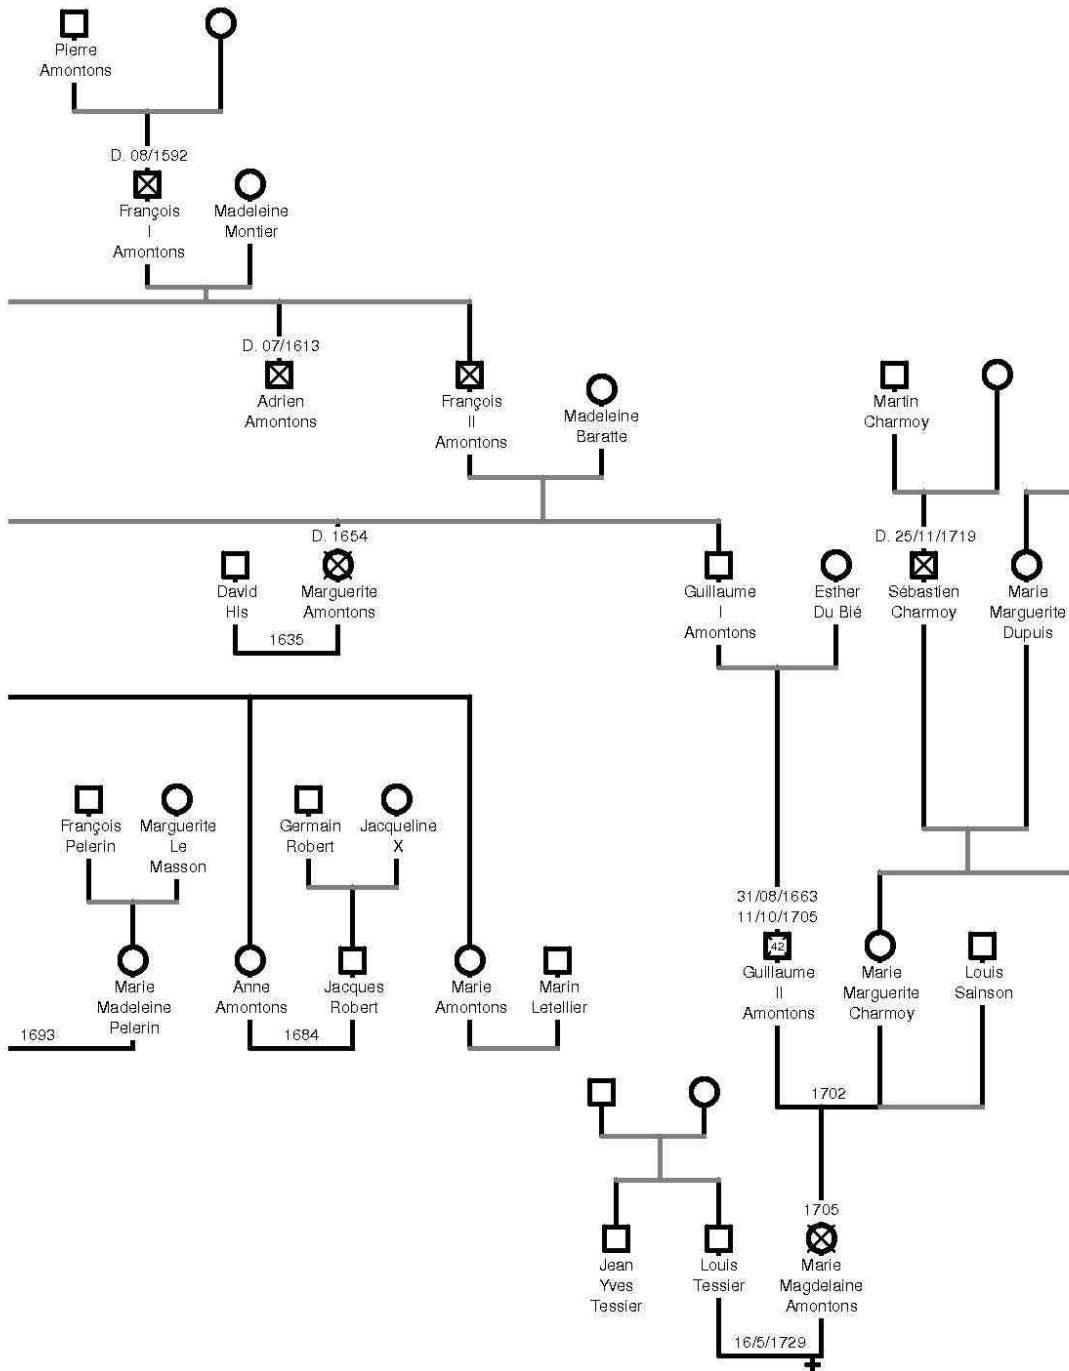 Pierre
Amontons
D. 08/1592
François
I
Amontons
Madeleine
Montier
D. 07/1613
Adrien
Amontons
François
II
Amontons
Madeleine
Baratte
Martin
Charmoy
D. 1654
D. 25/11/1719
David
HIs
Marguerite
Amontons
Guillaume
I
Amontons
Esther
Du Bié
Sébastien
Charmoy
Marie
Marguerite
Dupuis
1635
François
Pelerin
Marguerite
Le
Masson
Germain
Robert
Jacqueline
X
31/08/1663
11/10/1705
42
Marie
Madeleine
Pelerin
Anne
Amontons
Jacques
Robert
Marie
Amontons
Marin
Letellier
Guillaume
II
Amontons
Marie
Marguerite
Charmoy
Louis
Sainson
1693
1684
1702
1705
Jean
Yves
Tessier
Louis
Tessier
Marie
Magdelaine
Amontons
16/5/1729